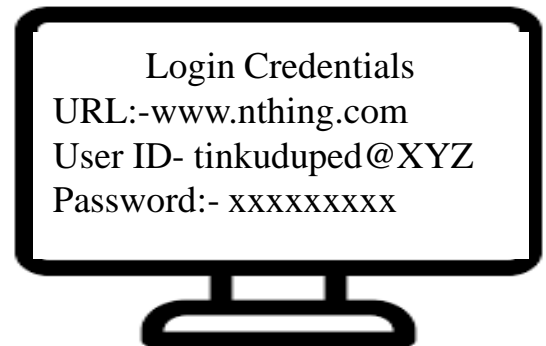 Login Credentials
URL:-www.nthing.com
User ID- tinkuduped@XYZ
Password:- xxxxxxxxx